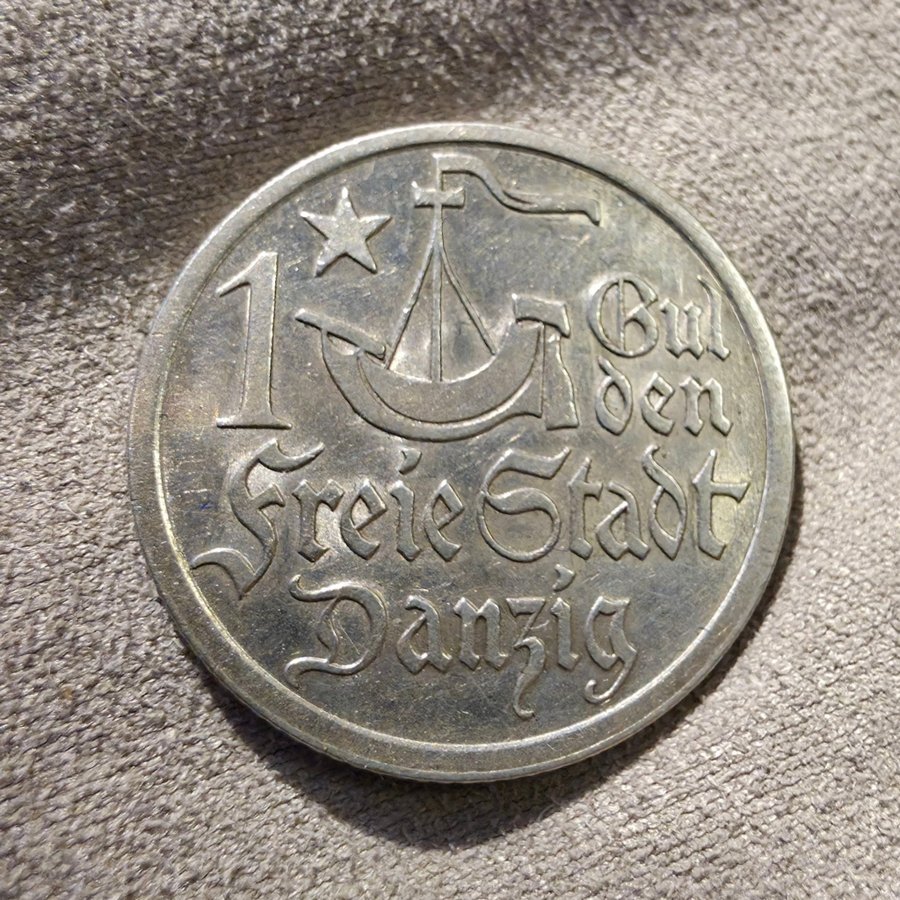 1 Gul
den
Freie Stadt
Danzig